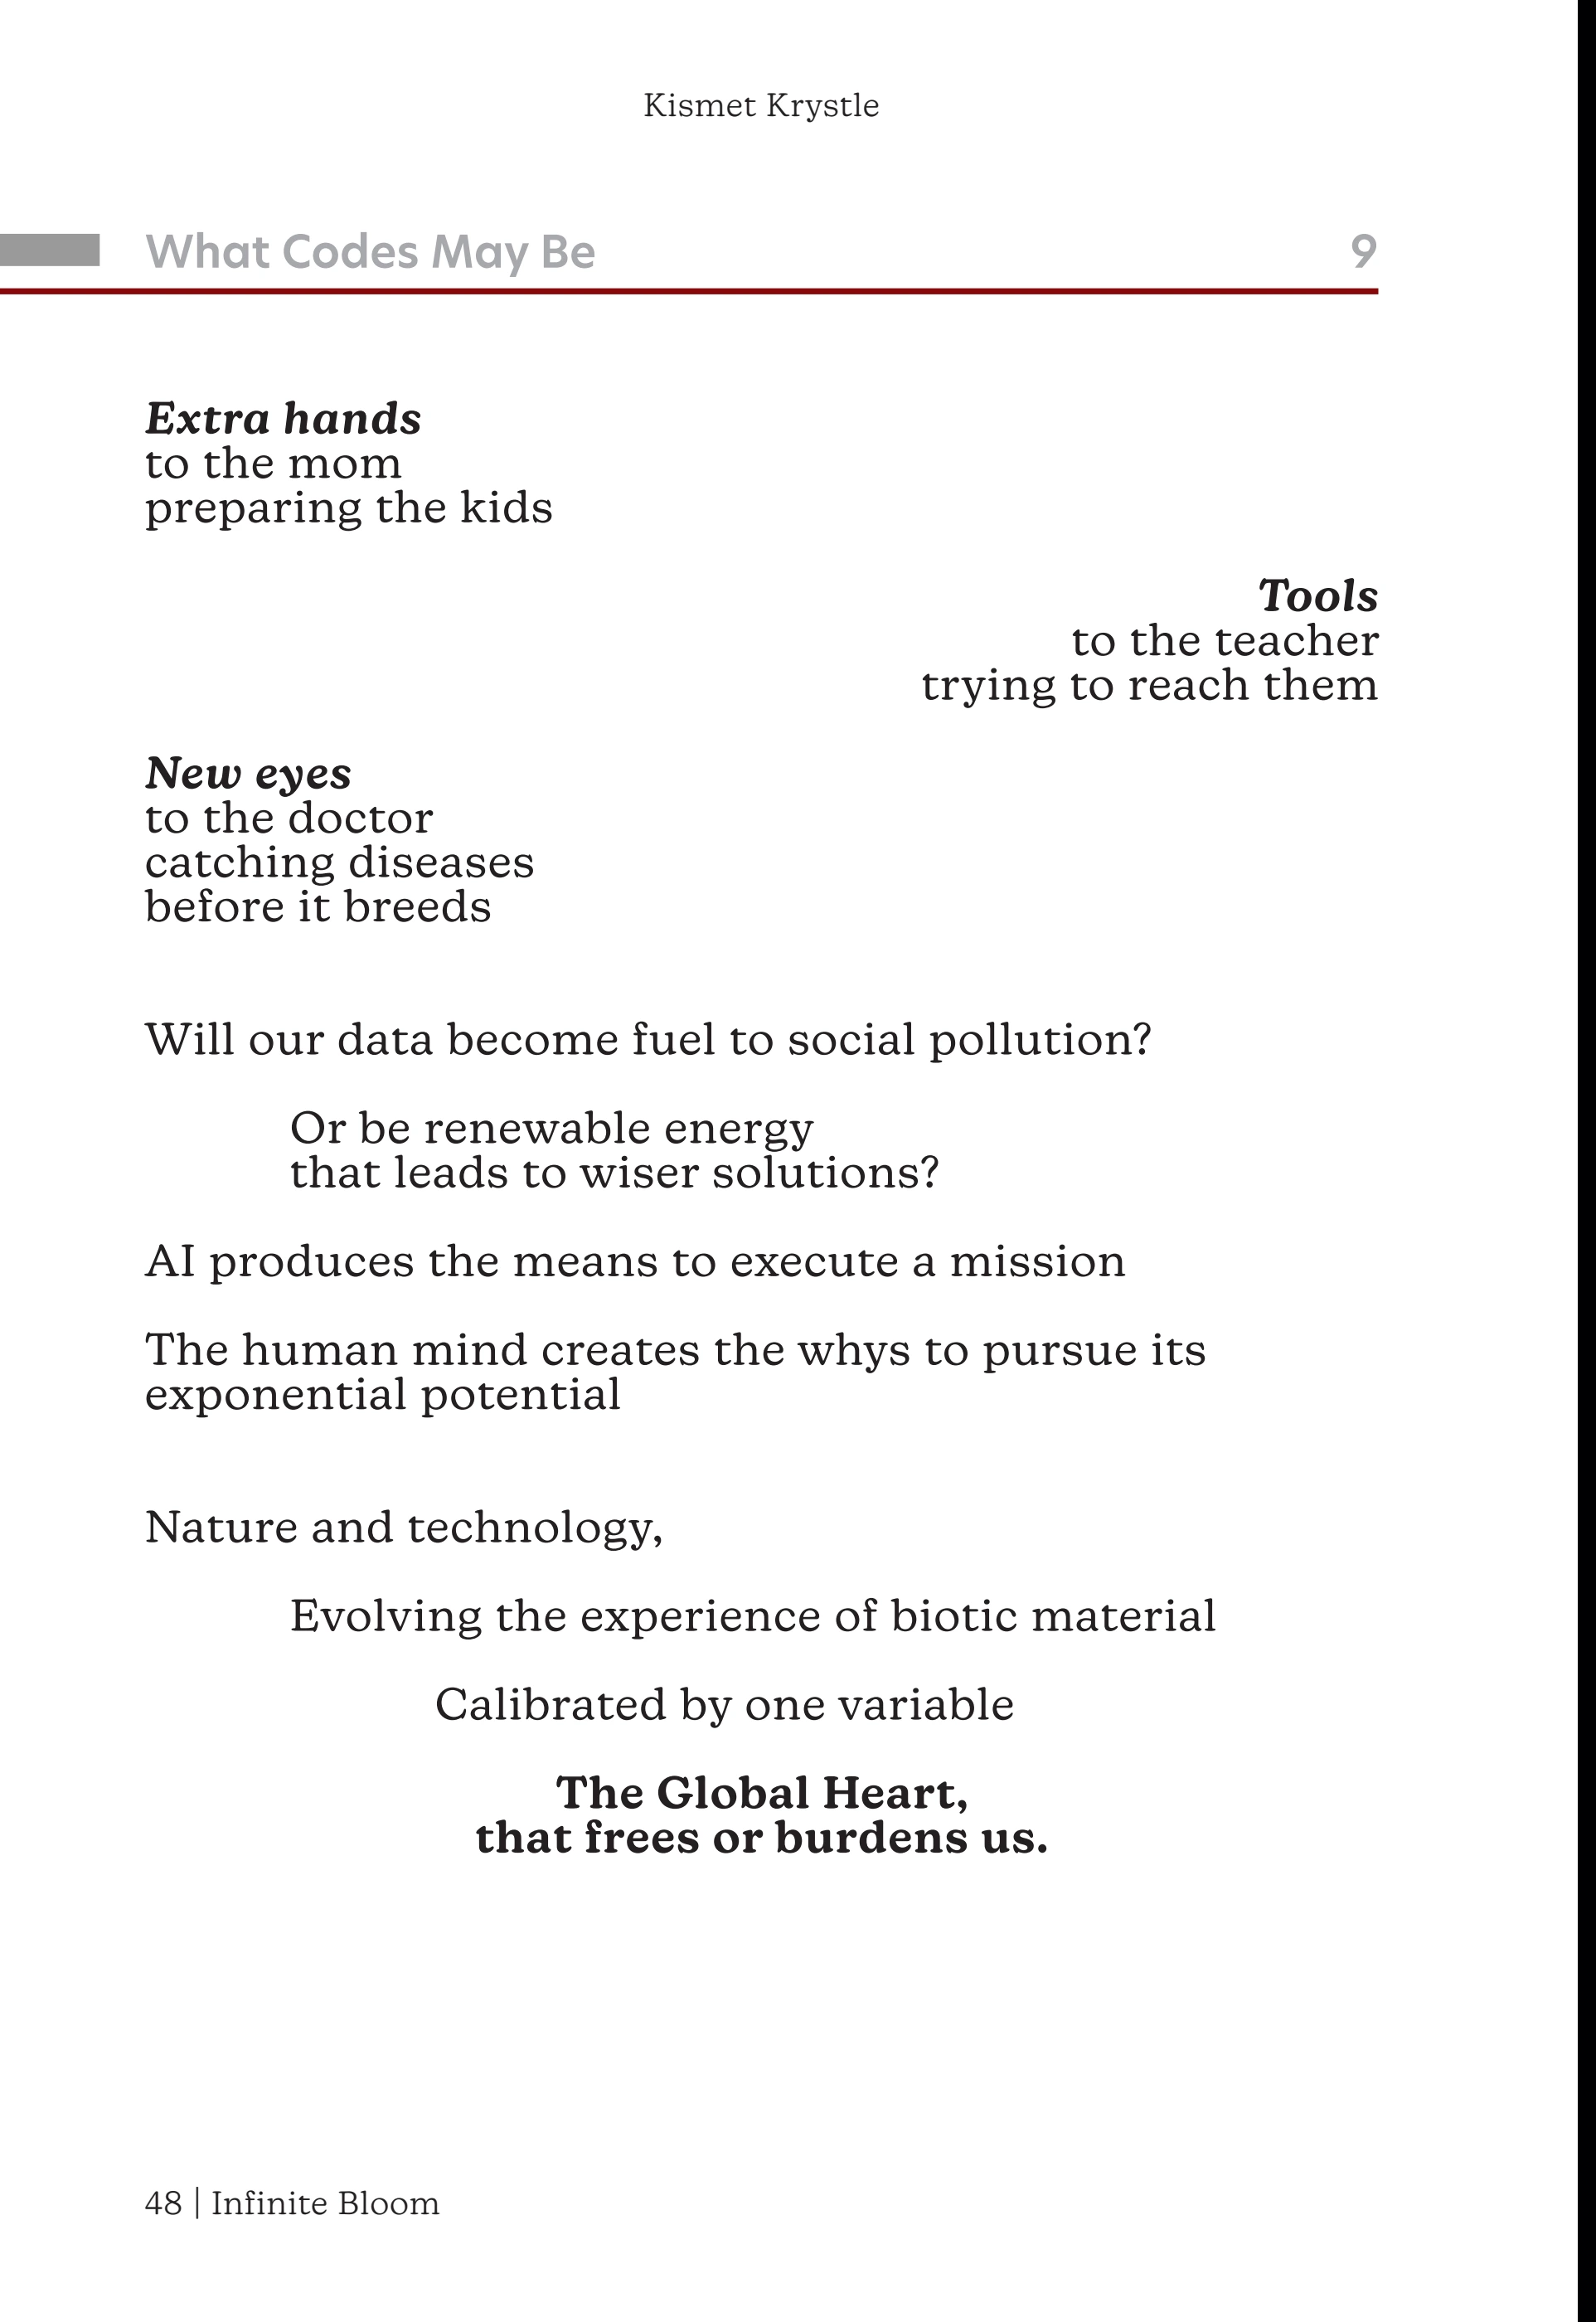 Kismet Krystle
What Codes May Be 9
Extra hands
to the mom
preparing the kids
Tools
to the teacher
trying to reach them
New eyes
to the doctor
catching diseases
before it breeds
Will our data become fuel to social pollution?
Or be renewable energy
that leads to wiser solutions?
AI produces the means to execute a mission
The human mind creates the whys to pursue its
exponential potential
Nature and technology,
Evolving the experience of biotic material
Calibrated by one variable
The Global Heart,
that frees or burdens us.
48 | Infinite Bloom